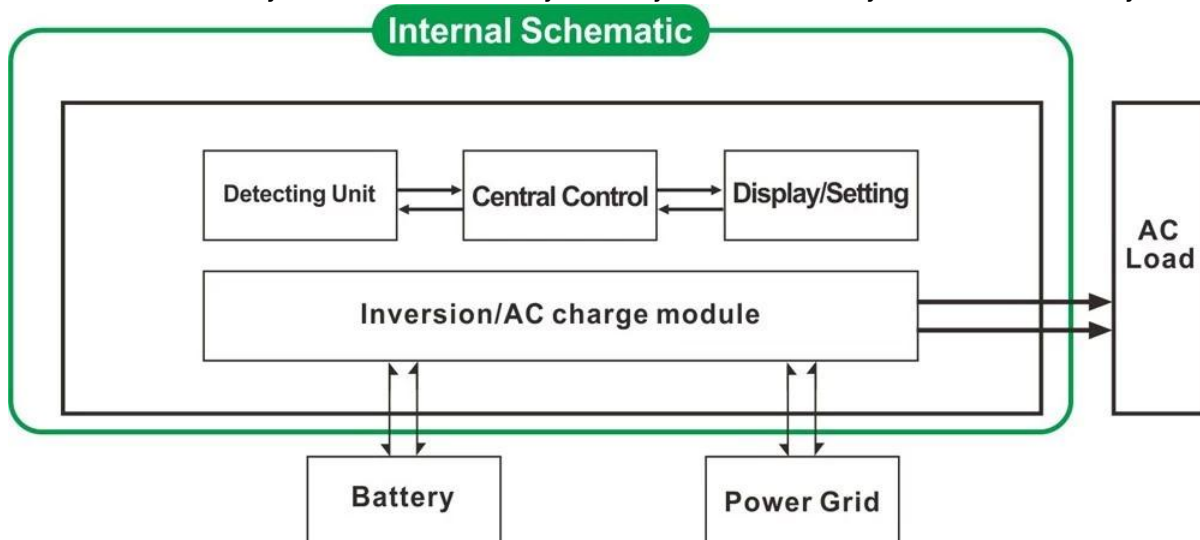 Internal Schematic
Detecting Unit
Central Control
Display/Setting
AC
Load
Inversion/AC charge module
Battery
Power Grid